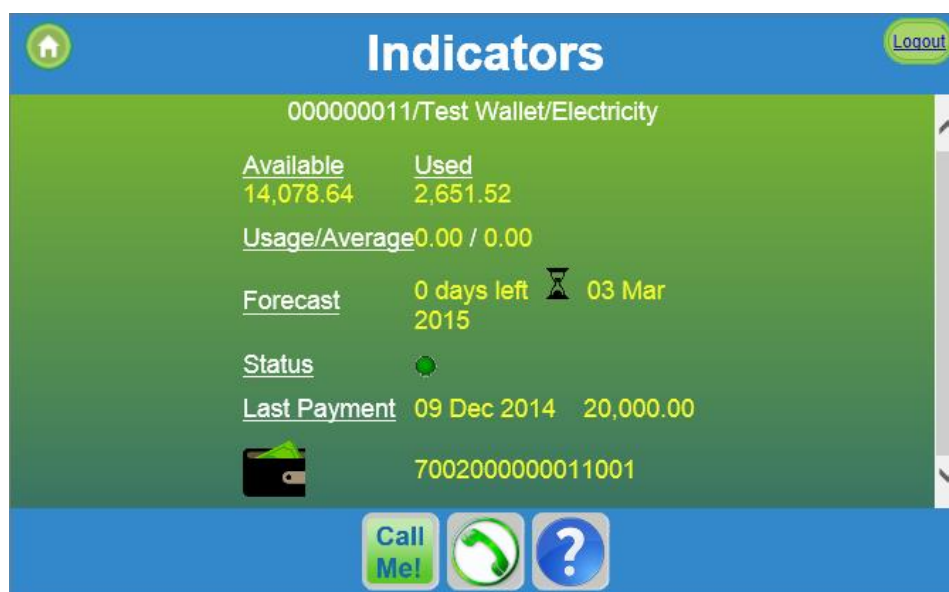 Indicators
Logout
000000011/Test Wallet/Electricity
Available Used
14,078.64 2,651.52
Usage/Average 0.00 / 0.00
Forecast 0 days left 03 Mar
2015
Status
Last Payment 09 Dec 2014 20,000.00
7002000000011001
Call
Me!
?